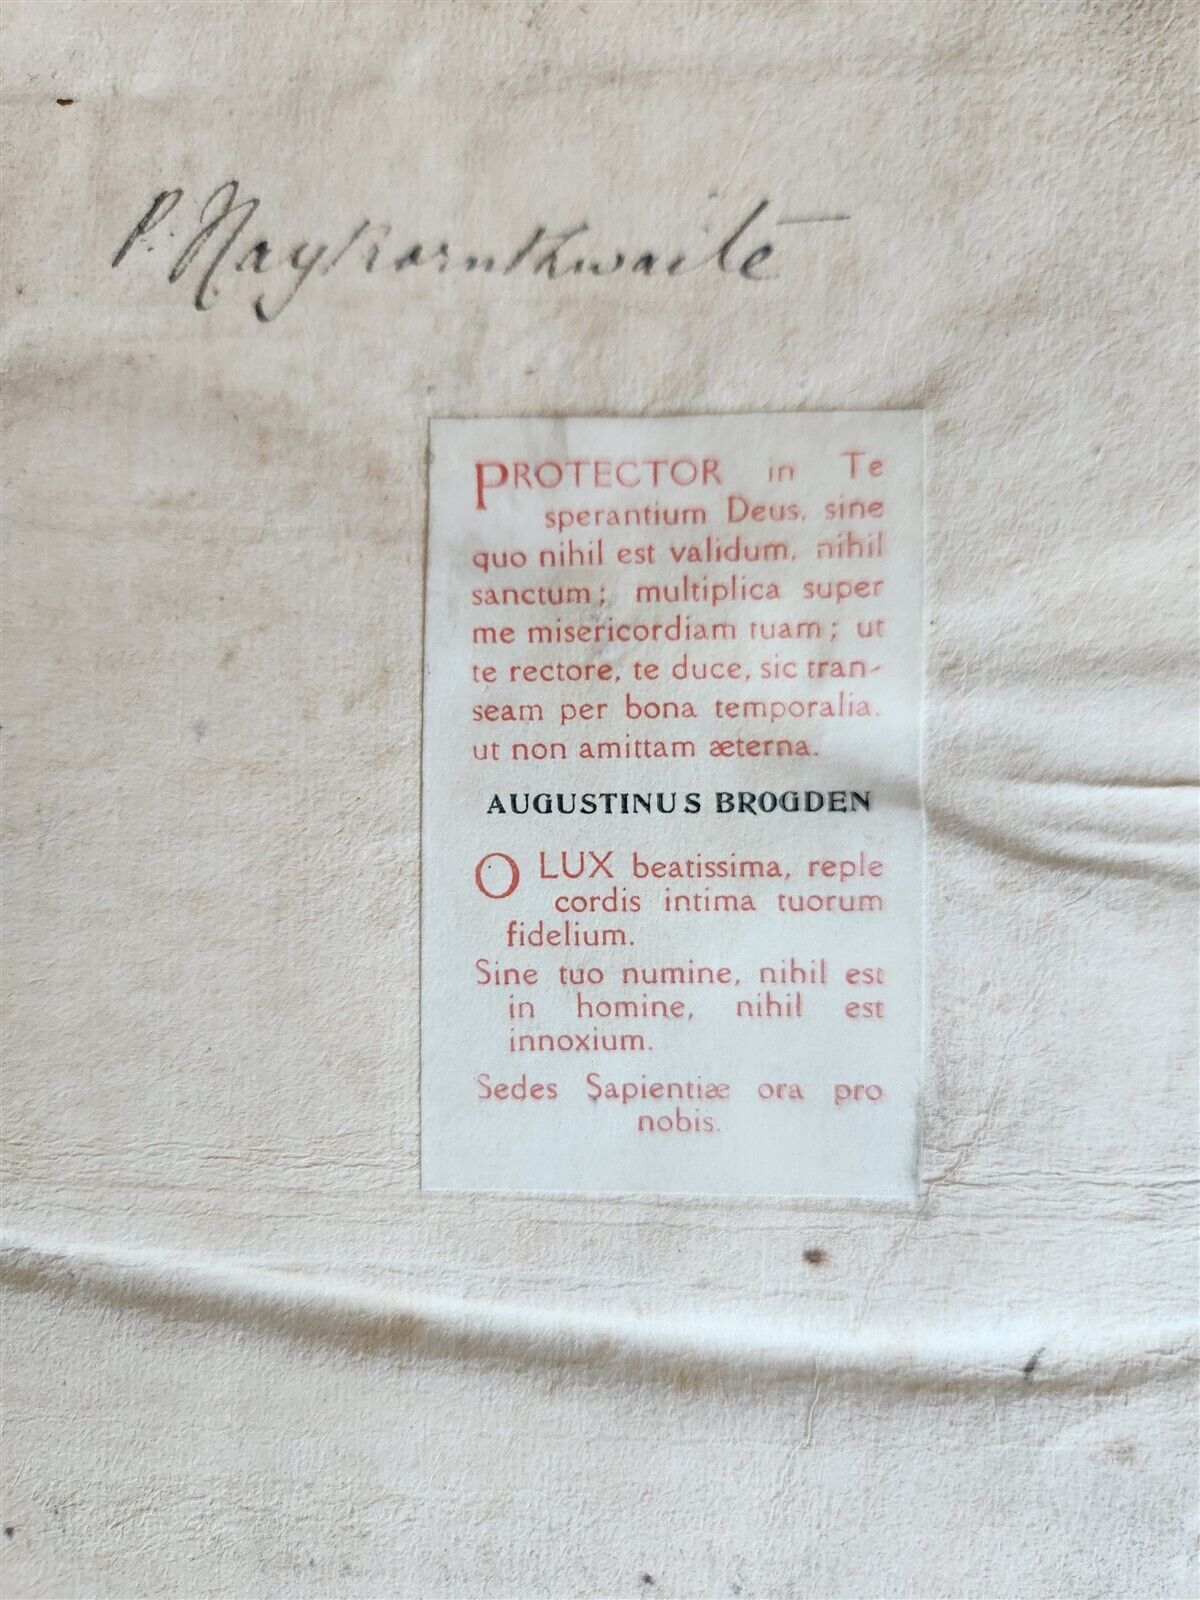 P. Haythornthwaite
PROTECTOR in Te
sperantium Deus, sine
quo nihil est validum, nihil
sanctum; multiplica super
me misericordiam tuam; ut
te rectore, te duce, sic tran-
seam per bona temporalia,
ut non amittam æterna.
AUGUSTINUS BROGDEN
O LUX beatissima, reple
cordis intima tuorum
fidelium.
Sine tuo numine, nihil est
in homine, nihil est
innoxium.
Sedes Sapientiæ ora pro
nobis.